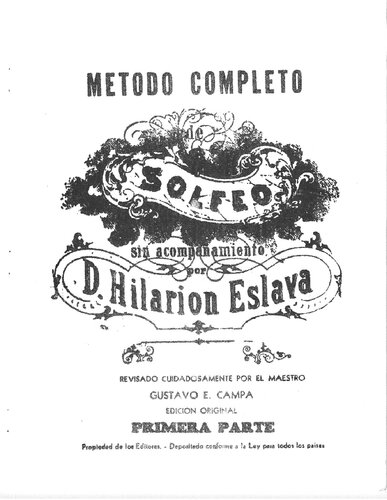 METODO COMPLETO
de
SOLFEO
sin acompañamiento
por
D. Hilarion Eslava
REVISADO CUIDADOSAMENTE POR EL MAESTRO
GUSTAVO E. CAMPA
EDICION ORIGINAL
PRIMERA PARTE
Propiedad de los Editores. - Depositado conforme a la Ley para todos los países